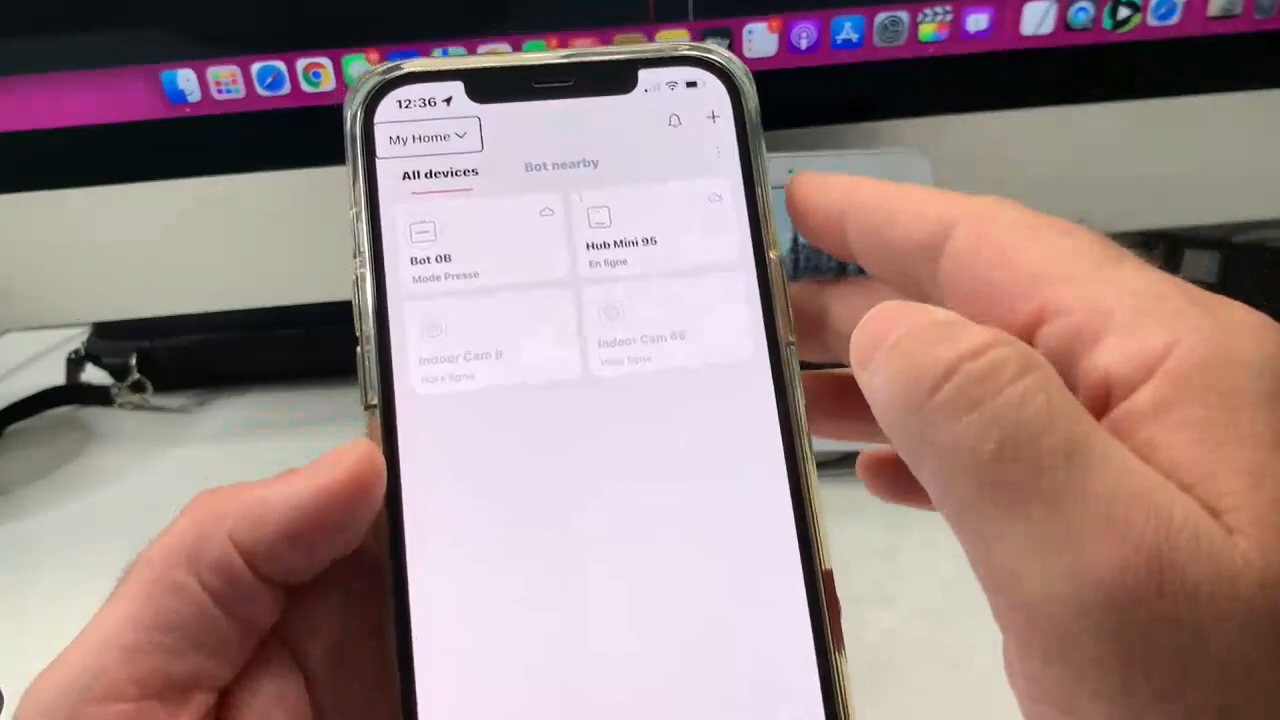 12:36
My Home
All devices
Bot nearby
Bot 0B
Mode Pressé
Hub Mini 95
En ligne
Indoor Cam
Hors ligne
Indoor Cam 66
Hors ligne